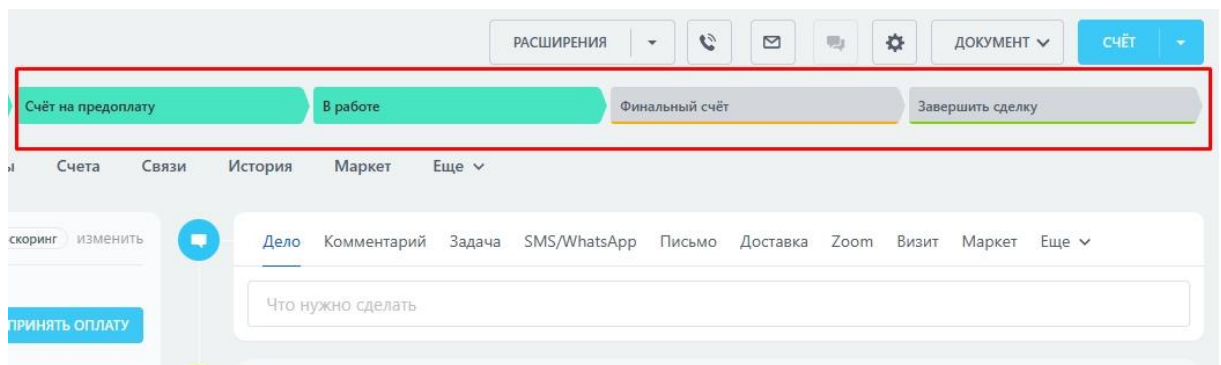 РАСШИРЕНИЯ ДОКУМЕНТ СЧЁТ
Счёт на предоплату В работе Финальный счёт Завершить сделку
Счета Связи История Маркет Еще
скоринг изменить
Дело Комментарий Задача SMS/WhatsApp Письмо Доставка Zoom Визит Маркет Еще
Что нужно сделать
ПРИНЯТЬ ОПЛАТУ